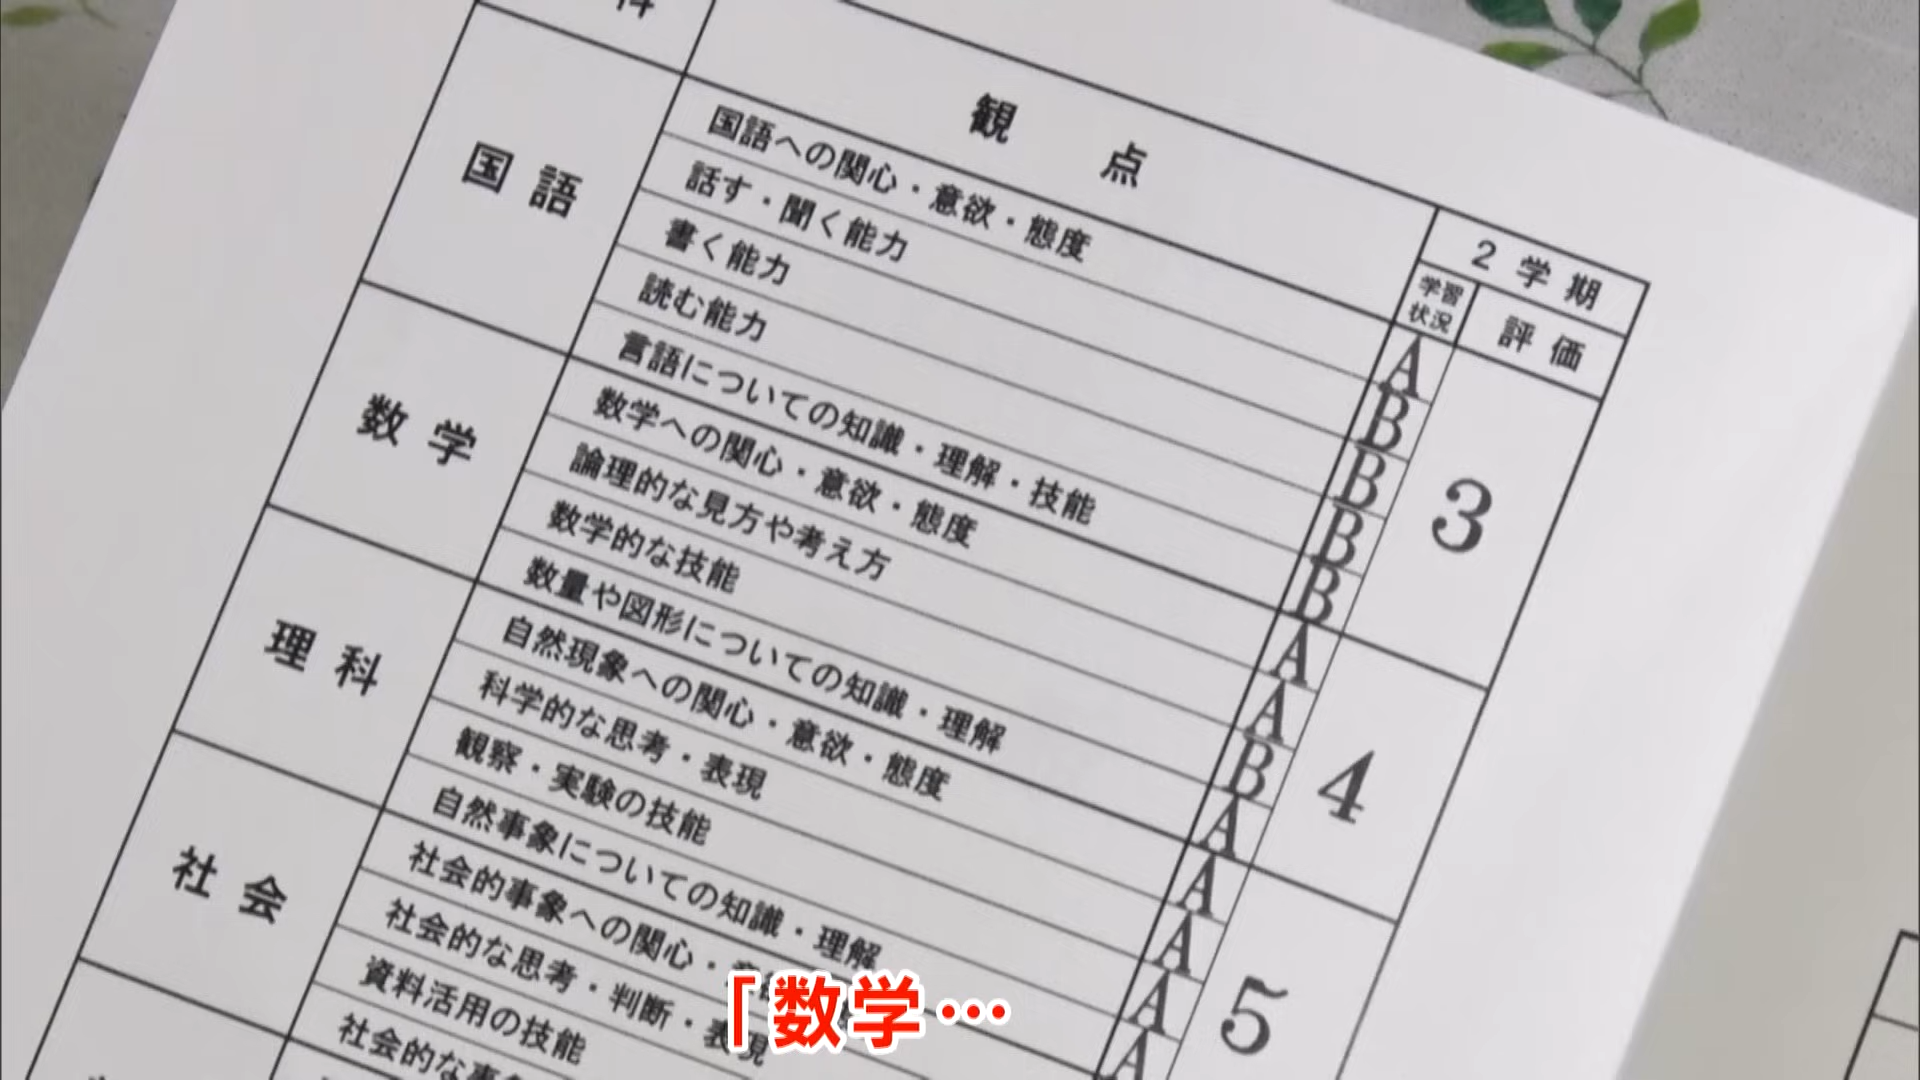 科
観 点
2 学 期
学習
状況
評 価
国 語
国語への関心・意欲・態度 A
話す・聞く能力 B
書く能力 B
読む能力 B
言語についての知識・理解・技能 B
3
数 学
数学への関心・意欲・態度 A
論理的な見方や考え方 A
数学的な技能 B
数量や図形についての知識・理解 A
4
理 科
自然現象への関心・意欲・態度 A
科学的な思考・表現 A
観察・実験の技能 A
自然事象についての知識・理解 A
5
社 会
社会的事象への関心・
社会的な思考・判断・表現
資料活用の技能
社会的な事
「数学…